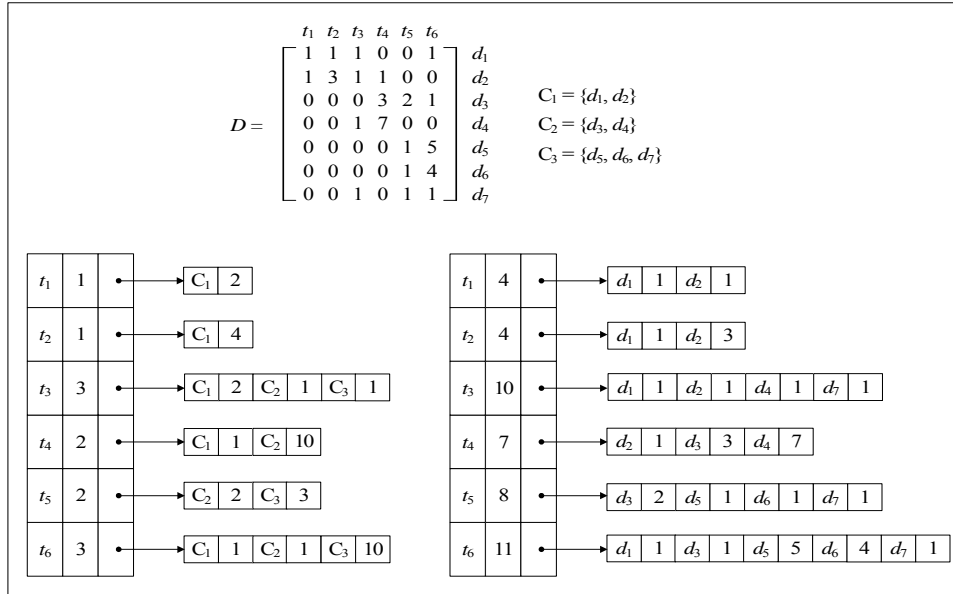 t1 t2 t3 t4 t5 t6
1 1 1 0 0 1 d1
1 3 1 1 0 0 d2
0 0 0 3 2 1 d3
D = 0 0 1 7 0 0 d4
0 0 0 0 1 5 d5
0 0 0 0 1 4 d6
0 0 1 0 1 1 d7
C1 = {d1, d2}
C2 = {d3, d4}
C3 = {d5, d6, d7}
t1 1 C1 2
t2 1 C1 4
t3 3 C1 2 C2 1 C3 1
t4 2 C1 1 C2 10
t5 2 C2 2 C3 3
t6 3 C1 1 C2 1 C3 10
t1 4 d1 1 d2 1
t2 4 d1 1 d2 3
t3 10 d1 1 d2 1 d4 1 d7 1
t4 7 d2 1 d3 3 d4 7
t5 8 d3 2 d5 1 d6 1 d7 1
t6 11 d1 1 d3 1 d5 5 d6 4 d7 1